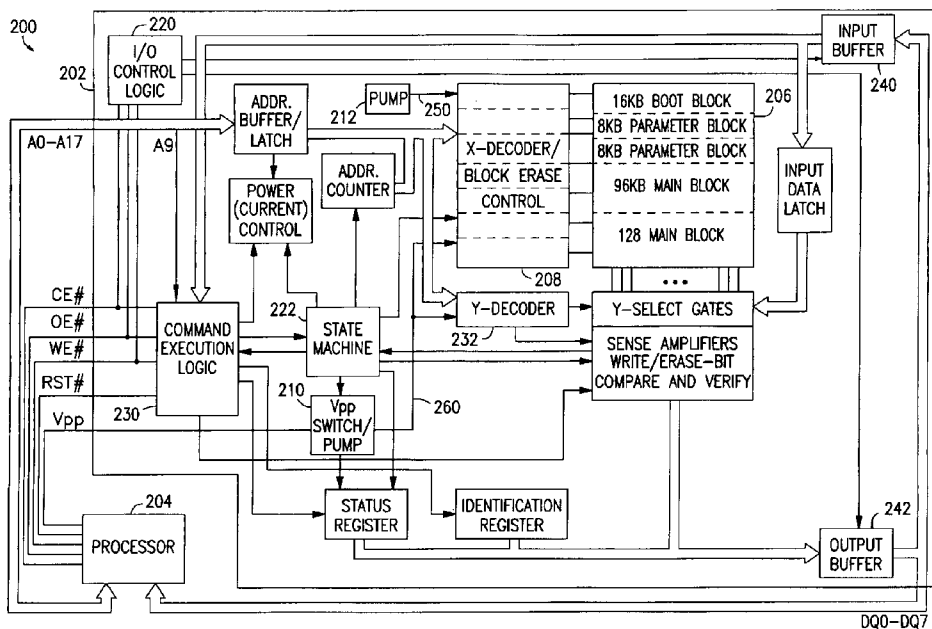 200
202
220
I/O
CONTROL
LOGIC
INPUT
BUFFER
240
ADDR.
BUFFER/
LATCH
212
PUMP
250
A0-A17
A9
16KB BOOT BLOCK
206
8KB PARAMETER BLOCK
8KB PARAMETER BLOCK
96KB MAIN BLOCK
128 MAIN BLOCK
X-DECODER/
BLOCK ERASE
CONTROL
208
INPUT
DATA
LATCH
ADDR.
COUNTER
POWER
(CURRENT)
CONTROL
CE#
OE#
WE#
RST#
Vpp
COMMAND
EXECUTION
LOGIC
230
222
STATE
MACHINE
Y-DECODER
232
Y-SELECT GATES
SENSE AMPLIFIERS
WRITE/ERASE-BIT
COMPARE AND VERIFY
210
Vpp
SWITCH/
PUMP
260
204
PROCESSOR
STATUS
REGISTER
IDENTIFICATION
REGISTER
242
OUTPUT
BUFFER
DQ0-DQ7